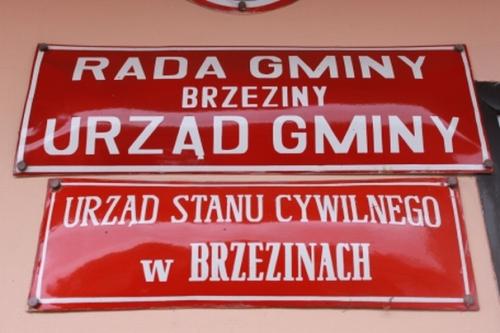 RADA GMINY
BRZEZINY
URZĄD GMINY
URZĄD STANU CYWILNEGO
w BRZEZINACH